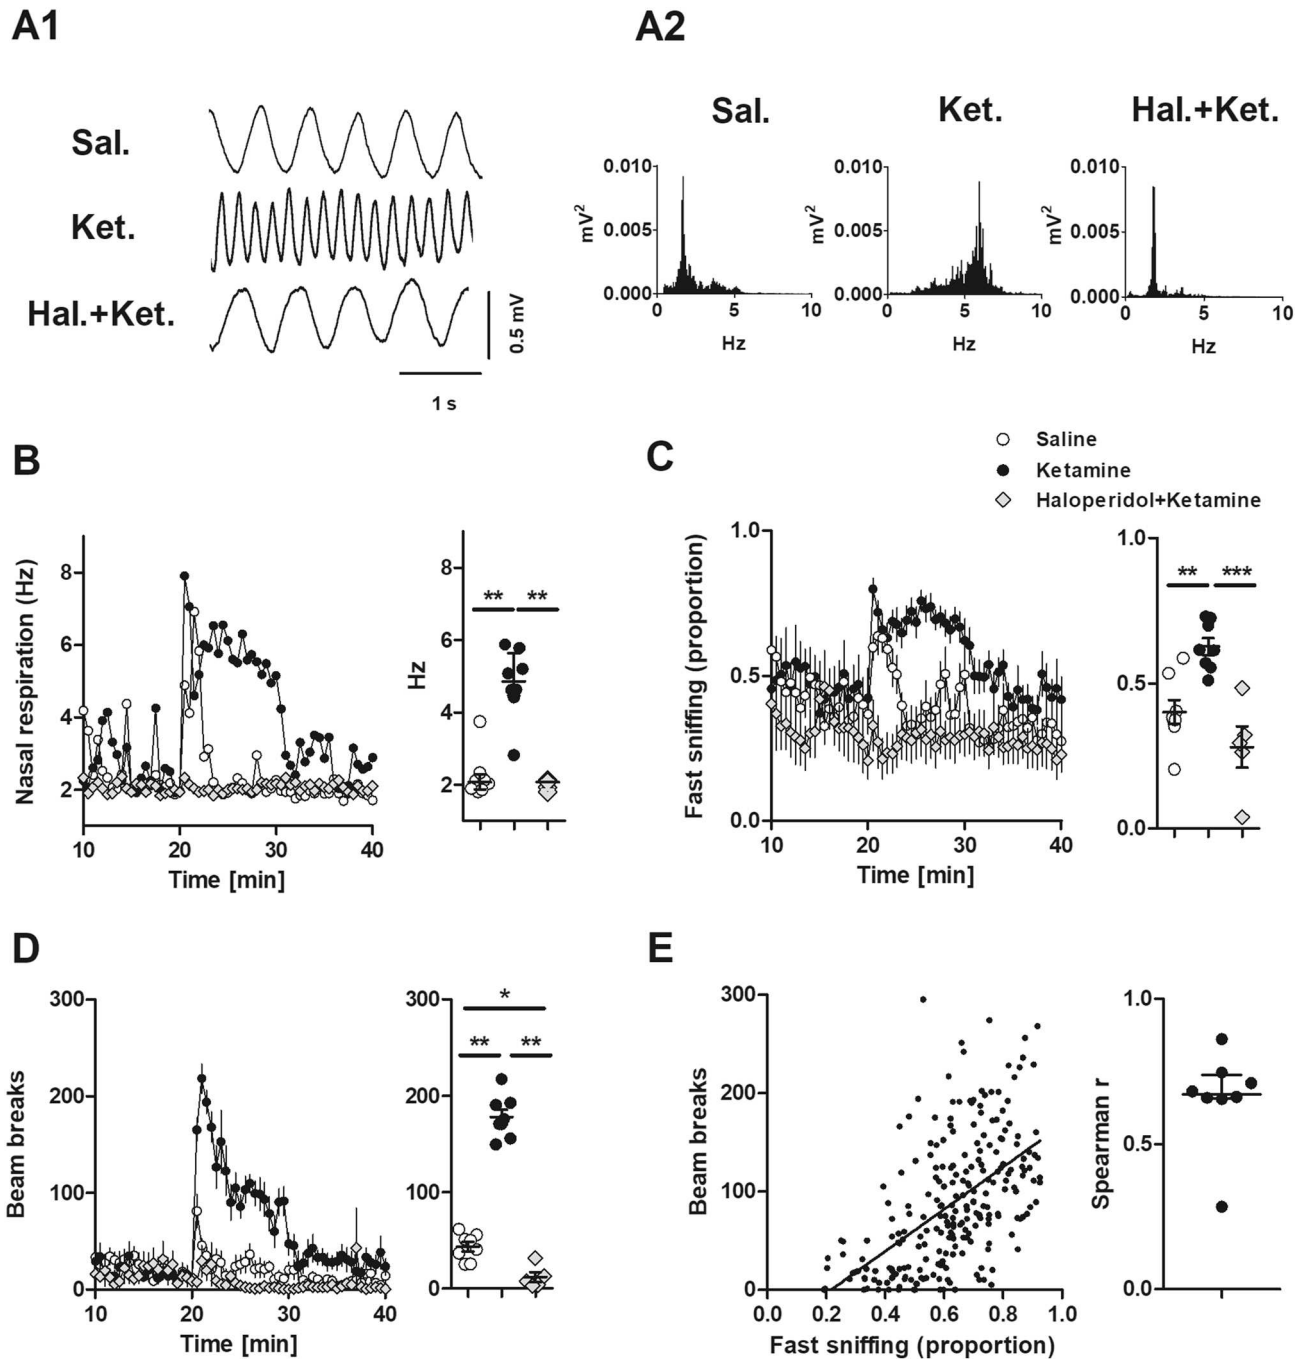 A1
A2
Sal.
Ket.
Hal.+Ket.
0.5 mV
1 s
Sal.
Ket.
Hal.+Ket.
0.010
0.005
0.000
mV2
0
5
10
Hz
0.010
0.005
0.000
mV2
0
5
10
Hz
0.010
0.005
0.000
mV2
0
5
10
Hz
Saline
Ketamine
Haloperidol+Ketamine
B
Nasal respiration (Hz)
8
6
4
2
10
20
30
40
Time [min]
Hz
8
6
4
2
**
**
C
Fast sniffing (proportion)
1.0
0.5
0.0
10
20
30
40
Time [min]
1.0
0.5
0.0
**
***
D
Beam breaks
300
200
100
0
10
20
30
40
Time [min]
300
200
100
0
*
**
**
E
Beam breaks
300
200
100
0
0.0
0.2
0.4
0.6
0.8
1.0
Fast sniffing (proportion)
Spearman r
1.0
0.5
0.0